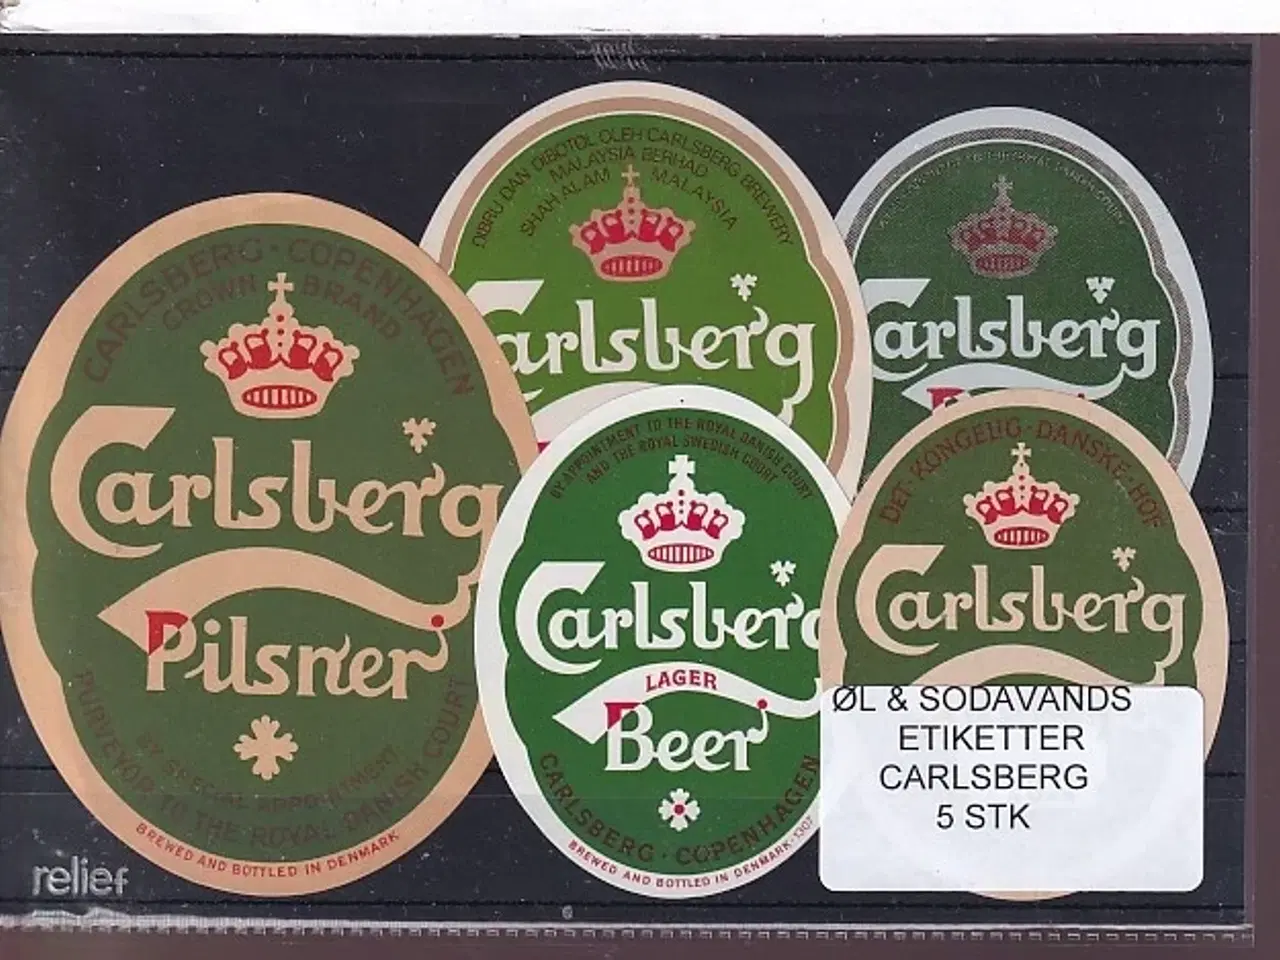 CARLSBERG · COPENHAGEN
CROWN BRAND
Carlsberg
Pilsner
BY SPECIAL APPOINTMENT
PURVEYOR TO THE ROYAL DANISH COURT
BREWED AND BOTTLED IN DENMARK
DIBRU DAN DIBOTOL OLEH CARLSBERG BREWERY
MALAYSIA BERHAD
SHAH ALAM MALAYSIA
Carlsberg
Carlsberg
BY APPOINTMENT TO THE ROYAL DANISH COURT
AND THE ROYAL SWEDISH COURT
Carlsberg
LAGER
Beer
CARLSBERG · COPENHAGEN
BREWED AND BOTTLED IN DENMARK · 1307
DET · KONGELIG · DANSKE · HOF
Carlsberg
ØL & SODAVANDS
ETIKETTER
CARLSBERG
5 STK
relief